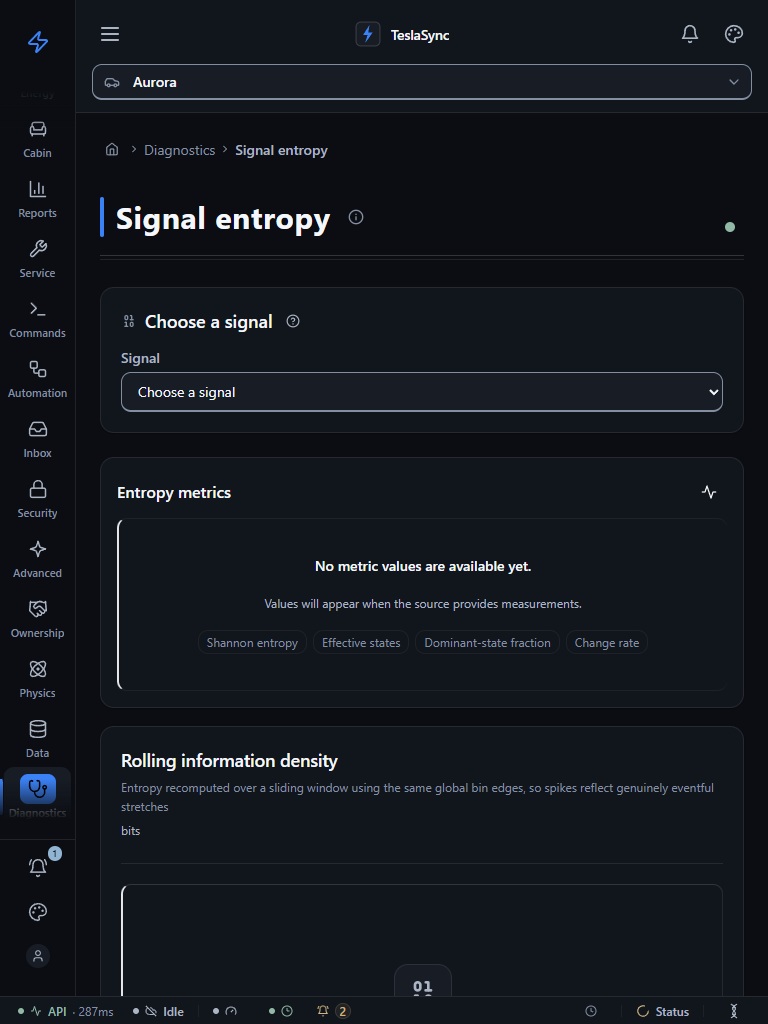 TeslaSync
Aurora
Energy
Cabin
Reports
Service
Commands
Automation
Inbox
Security
Advanced
Ownership
Physics
Data
Diagnostics
1
Diagnostics > Signal entropy
Signal entropy
01
10
Choose a signal
Signal
Choose a signal
Entropy metrics
No metric values are available yet.
Values will appear when the source provides measurements.
Shannon entropy Effective states Dominant-state fraction Change rate
Rolling information density
Entropy recomputed over a sliding window using the same global bin edges, so spikes reflect genuinely eventful
stretches
bits
01
10
API · 287ms Idle 2 Status